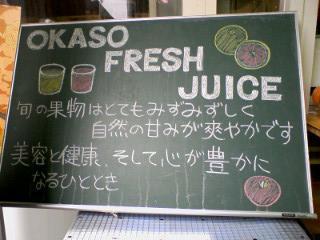 OKASO
FRESH
JUICE
旬の果物はとてもみずみずしく
自然の甘みが爽やかです
美容と健康、そして心が豊かに
なるひととき